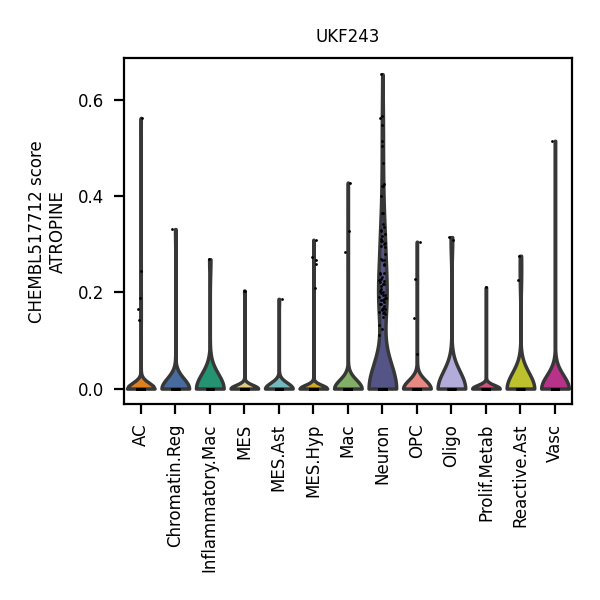 UKF243
CHEMBL517712 score
ATROPINE
0.6
0.4
0.2
0.0
AC
Chromatin.Reg
Inflammatory.Mac
MES
MES.Ast
MES.Hyp
Mac
Neuron
OPC
Oligo
Prolif.Metab
Reactive.Ast
Vasc